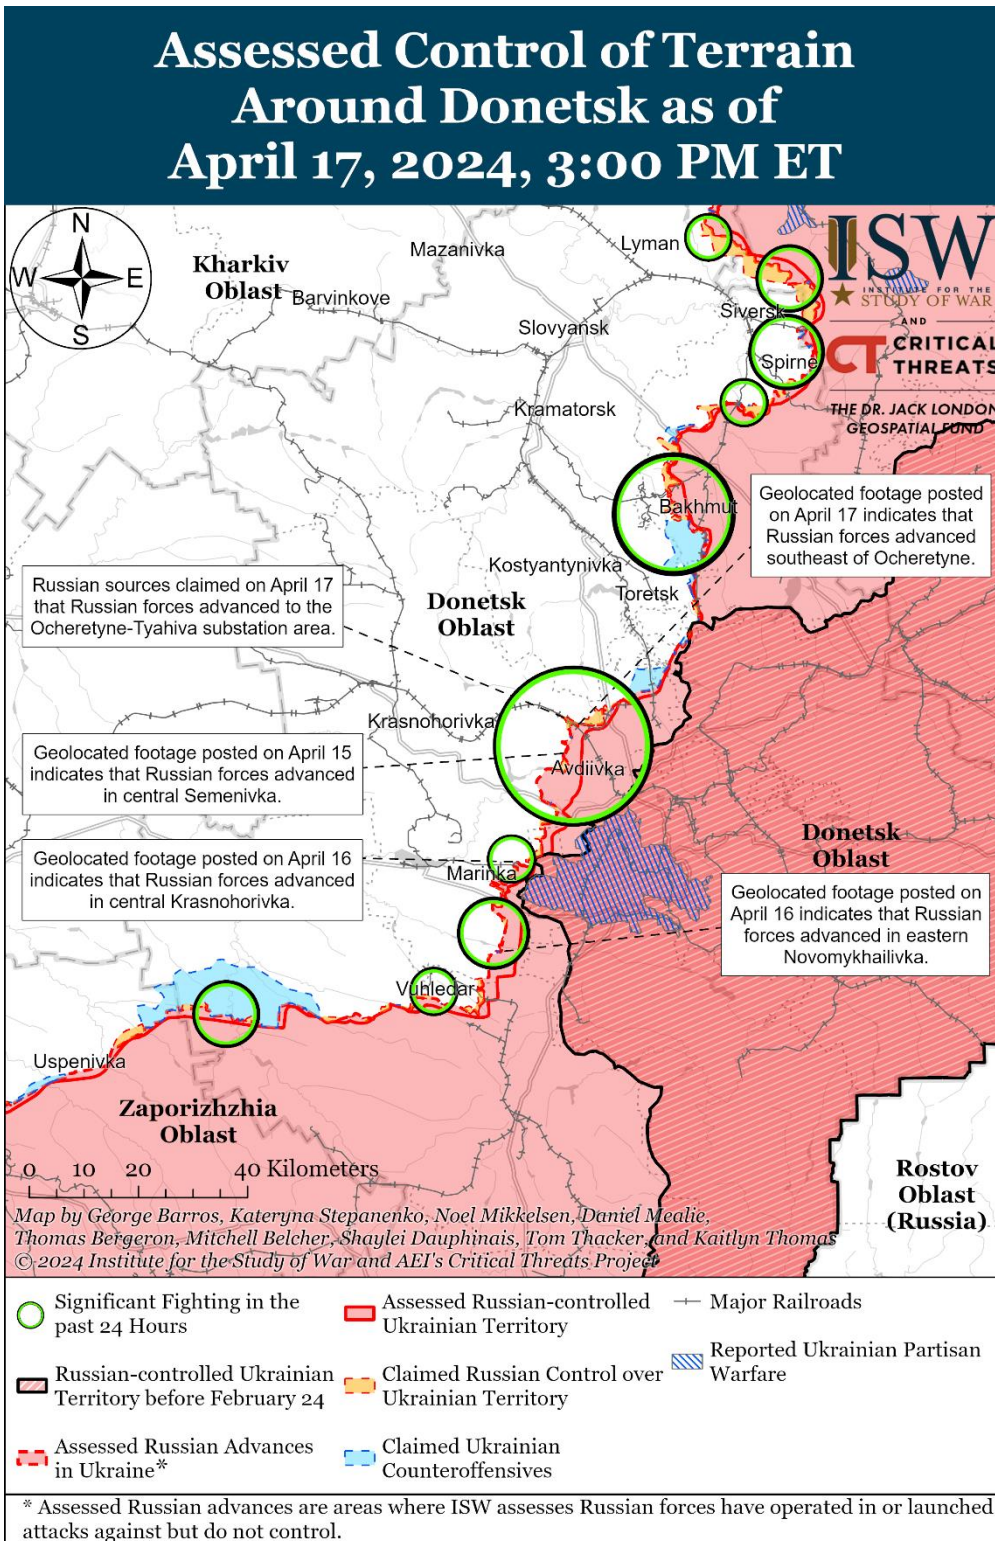 Assessed Control of Terrain
Around Donetsk as of
April 17, 2024, 3:00 PM ET
N
W
E
S
Kharkiv
Oblast
Mazanivka
Barvinkove
Lyman
Slovyansk
Siversk
Spirne
Kramatorsk
ISW
INSTITUTE FOR THE
STUDY OF WAR
AND
CT CRITICAL
THREATS
THE DR. JACK LONDON
GEOSPATIAL FUND
Bakhmut
Geolocated footage posted
on April 17 indicates that
Russian forces advanced
southeast of Ocheretyne.
Kostyantynivka
Toretsk
Donetsk
Oblast
Russian sources claimed on April 17
that Russian forces advanced to the
Ocheretyne-Tyahiva substation area.
Krasnohorivka
Avdiivka
Geolocated footage posted on April 15
indicates that Russian forces advanced
in central Semenivka.
Donetsk
Oblast
Geolocated footage posted on April 16
indicates that Russian forces advanced
in central Krasnohorivka.
Marinka
Geolocated footage posted on
April 16 indicates that Russian
forces advanced in eastern
Novomykhailivka.
Vuhledar
Uspenivka
Zaporizhzhia
Oblast
Rostov
Oblast
(Russia)
0 10 20 40 Kilometers
Map by George Barros, Kateryna Stepanenko, Noel Mikkelsen, Daniel Mealie,
Thomas Bergeron, Mitchell Belcher, Shaylei Dauphinais, Tom Thacker, and Kaitlyn Thomas
© 2024 Institute for the Study of War and AEI's Critical Threats Project
Significant Fighting in the
past 24 Hours
Russian-controlled Ukrainian
Territory before February 24
Assessed Russian Advances
in Ukraine*
Assessed Russian-controlled
Ukrainian Territory
Claimed Russian Control over
Ukrainian Territory
Claimed Ukrainian
Counteroffensives
Major Railroads
Reported Ukrainian Partisan
Warfare
* Assessed Russian advances are areas where ISW assesses Russian forces have operated in or launched
attacks against but do not control.